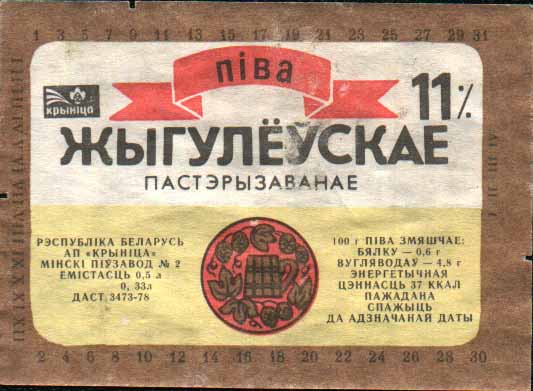 1 3 5 7 9 11 13 15 17 19 21 23 25 27 29 31
піва
крыніца
11%
ЖЫГУЛЁЎСКАЕ
ПАСТЭРЫЗАВАНАЕ
РЭСПУБЛІКА БЕЛАРУСЬ
АП «КРЫНІЦА»
МІНСКІ ПІЎЗАВОД № 2
ЕМІСТАСЦЬ 0,5 л
0, 33л
ДАСТ 3473-78
100 г ПІВА ЗМЯШЧАЕ:
БЯЛКУ — 0,6 г
ВУГЛЯВОДАЎ — 4,8 г
ЭНЕРГЕТЫЧНАЯ
ЦЭННАСЦЬ 37 ККАЛ
ПАЖАДАНА
СПАЖЫЦЬ
ДА АДЗНАЧАНАЙ ДАТЫ
2 4 6 8 10 12 14 16 18 20 22 24 26 28 30